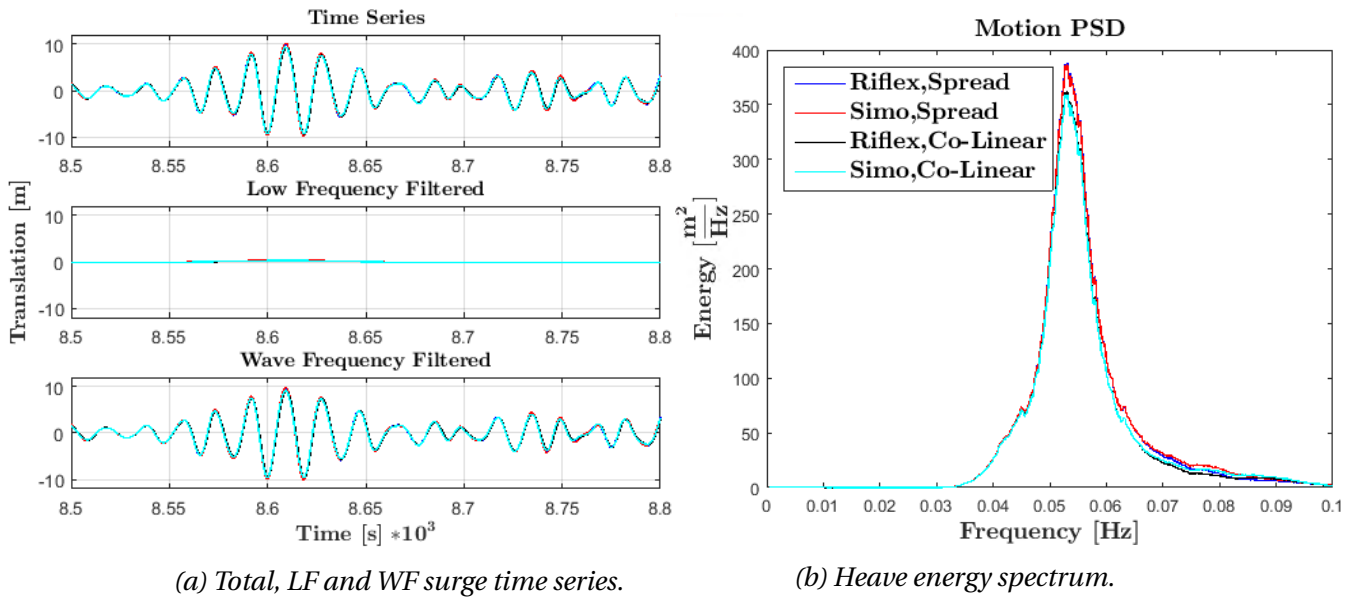 Time Series
10
0
-10
8.5 8.55 8.6 8.65 8.7 8.75 8.8
Low Frequency Filtered
10
0
-10
8.5 8.55 8.6 8.65 8.7 8.75 8.8
Wave Frequency Filtered
10
0
-10
8.5 8.55 8.6 8.65 8.7 8.75 8.8
Translation [m]
Time [s] *10³
(a) Total, LF and WF surge time series.
Motion PSD
400
350
300
250
200
150
100
50
0
Riflex,Spread
Simo,Spread
Riflex,Co-Linear
Simo,Co-Linear
Energy [m²/Hz]
0 0.01 0.02 0.03 0.04 0.05 0.06 0.07 0.08 0.09 0.1
Frequency [Hz]
(b) Heave energy spectrum.